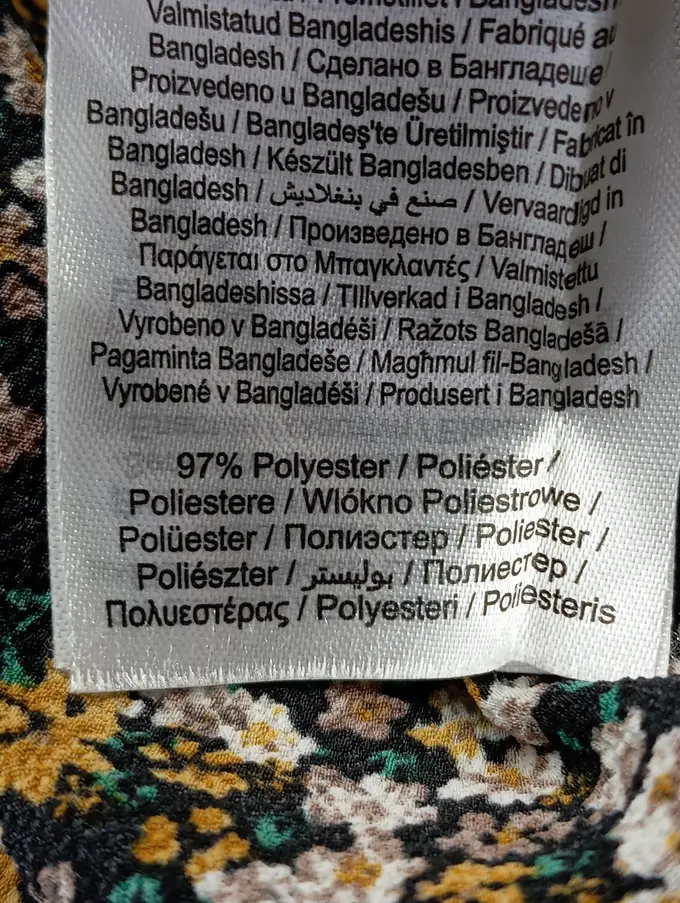 Bangladesh
Valmistatud Bangladeshis / Fabriqué au
Bangladesh / Сделано в Бангладеше /
Proizvedeno u Bangladešu / Proizvedeno v
Bangladešu / Bangladeş'te Üretilmiştir / Fabricat în
Bangladesh / Készült Bangladesben / Dibuat di
Bangladesh / صنع في بنغلاديش / Vervaardigd in
Bangladesh / Произведено в Бангладеш /
Παράγεται στο Μπαγκλαντές / Valmistettu
Bangladeshissa / Tillverkad i Bangladesh /
Vyrobeno v Bangladéši / Ražots Bangladešā /
Pagaminta Bangladeše / Magħmul fil-Bangladesh /
Vyrobené v Bangladéši / Produsert i Bangladesh
97% Polyester / Poliéster /
Poliestere / Wlókno Poliestrowe /
Polüester / Полиэстер / Poliester /
Poliészter / بوليستر / Полиестер /
Πολυεστέρας / Polyesteri / Poliesteris